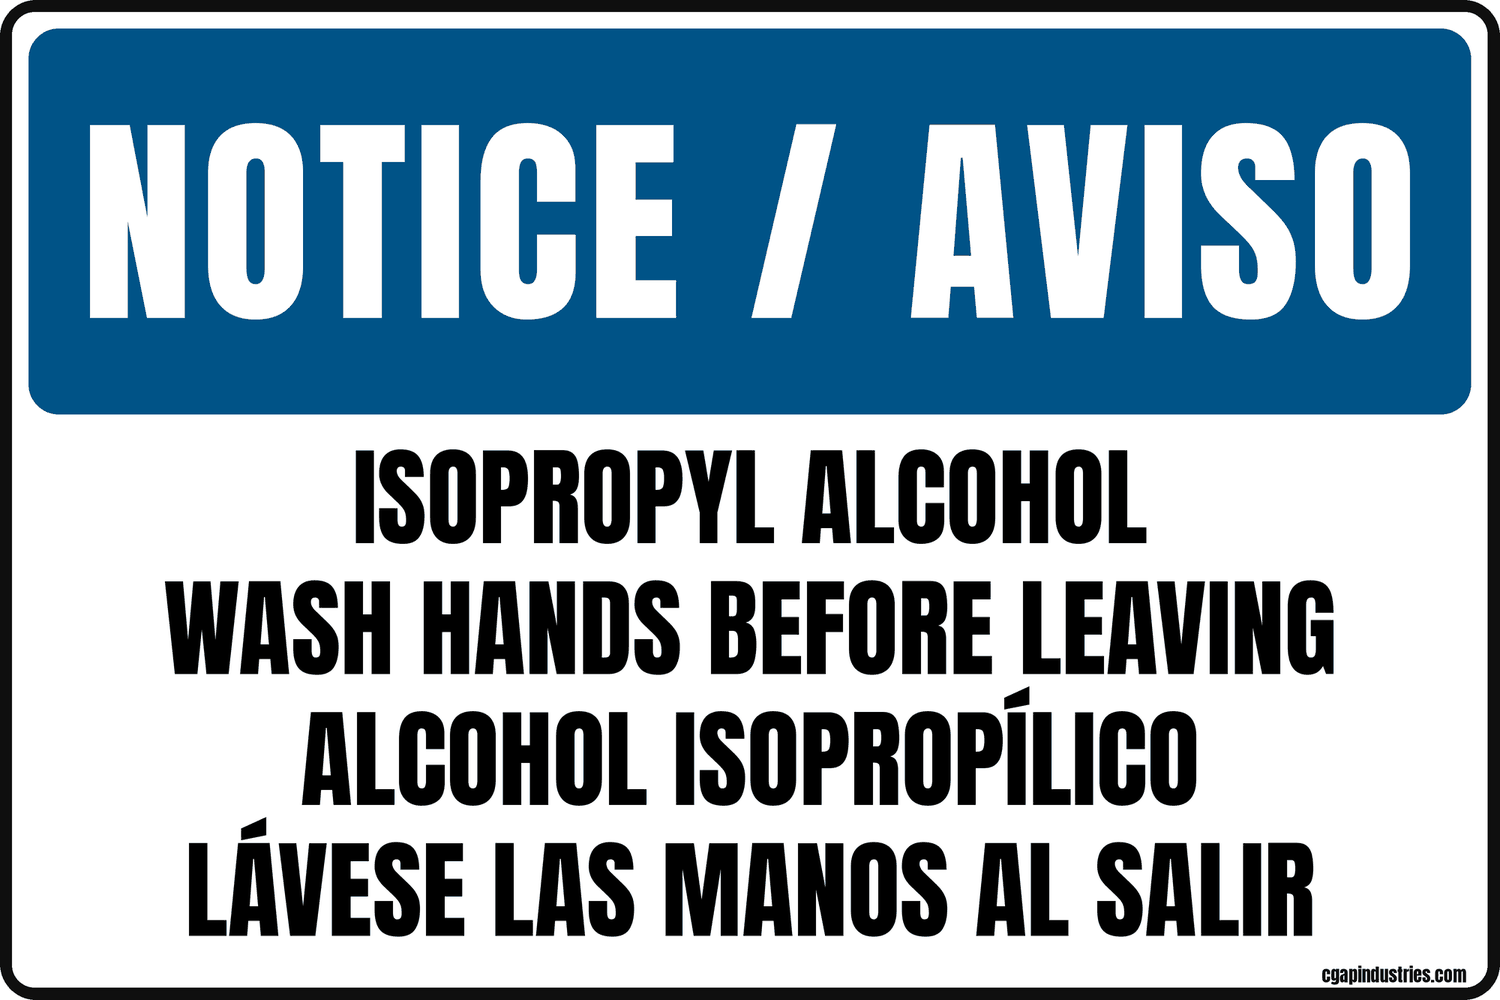 NOTICE / AVISO
ISOPROPYL ALCOHOL
WASH HANDS BEFORE LEAVING
ALCOHOL ISOPROPÍLICO
LÁVESE LAS MANOS AL SALIR
cgapindustries.com